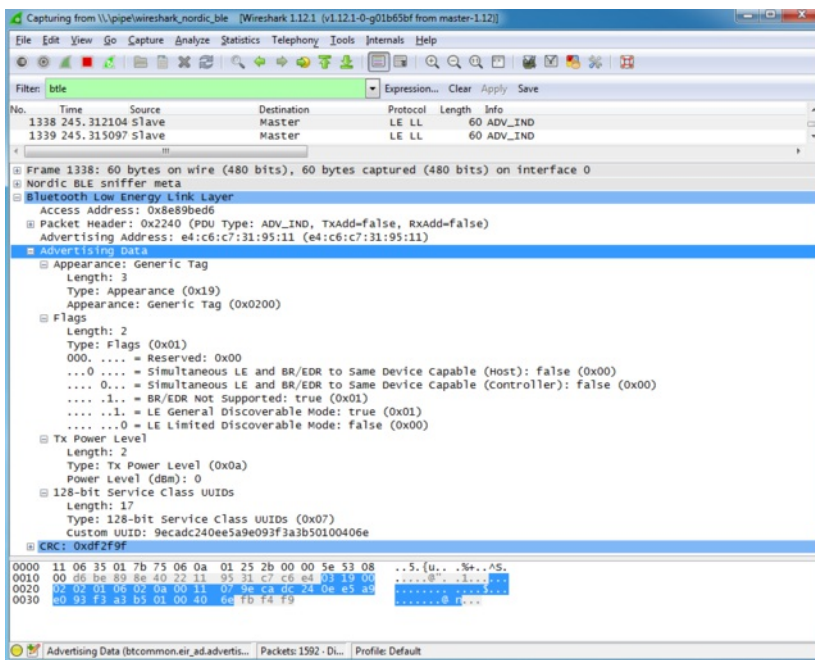 Capturing from \\.\pipe\wireshark_nordic_ble [Wireshark 1.12.1 (v1.12.1-0-g01b65bf from master-1.12)]
File Edit View Go Capture Analyze Statistics Telephony Tools Internals Help
Filter: btle Expression... Clear Apply Save
No. Time Source Destination Protocol Length Info
1338 245.312104 Slave Master LE LL 60 ADV_IND
1339 245.315097 Slave Master LE LL 60 ADV_IND
Frame 1338: 60 bytes on wire (480 bits), 60 bytes captured (480 bits) on interface 0
Nordic BLE sniffer meta
Bluetooth Low Energy Link Layer
Access Address: 0x8e89bed6
Packet Header: 0x2240 (PDU Type: ADV_IND, TxAdd=false, RxAdd=false)
Advertising Address: e4:c6:c7:31:95:11 (e4:c6:c7:31:95:11)
Advertising Data
Appearance: Generic Tag
Length: 3
Type: Appearance (0x19)
Appearance: Generic Tag (0x0200)
Flags
Length: 2
Type: Flags (0x01)
000. .... = Reserved: 0x00
...0 .... = Simultaneous LE and BR/EDR to Same Device Capable (Host): false (0x00)
.... 0... = Simultaneous LE and BR/EDR to Same Device Capable (Controller): false (0x00)
.... .1.. = BR/EDR Not Supported: true (0x01)
.... ..1. = LE General Discoverable Mode: true (0x01)
.... ...0 = LE Limited Discoverable Mode: false (0x00)
Tx Power Level
Length: 2
Type: Tx Power Level (0x0a)
Power Level (dBm): 0
128-bit Service Class UUIDs
Length: 17
Type: 128-bit Service Class UUIDs (0x07)
Custom UUID: 9ecadc240ee5a9e093f3a3b50100406e
CRC: 0xdf2f9f
0000 11 06 35 01 7b 75 06 0a 01 25 2b 00 00 5e 53 08 ..5.{u.. .%+..^S.
0010 00 d6 be 89 8e 40 22 11 95 31 c7 c6 e4 03 19 00 .....@". .1......
0020 02 02 01 06 02 0a 00 11 07 9e ca dc 24 0e e5 a9 ........ ....$...
0030 e0 93 f3 a3 b5 01 00 40 6e fb f4 f9 .......@ n...
Advertising Data (btcommon.eir_ad.advertis... Packets: 1592 · Di... Profile: Default